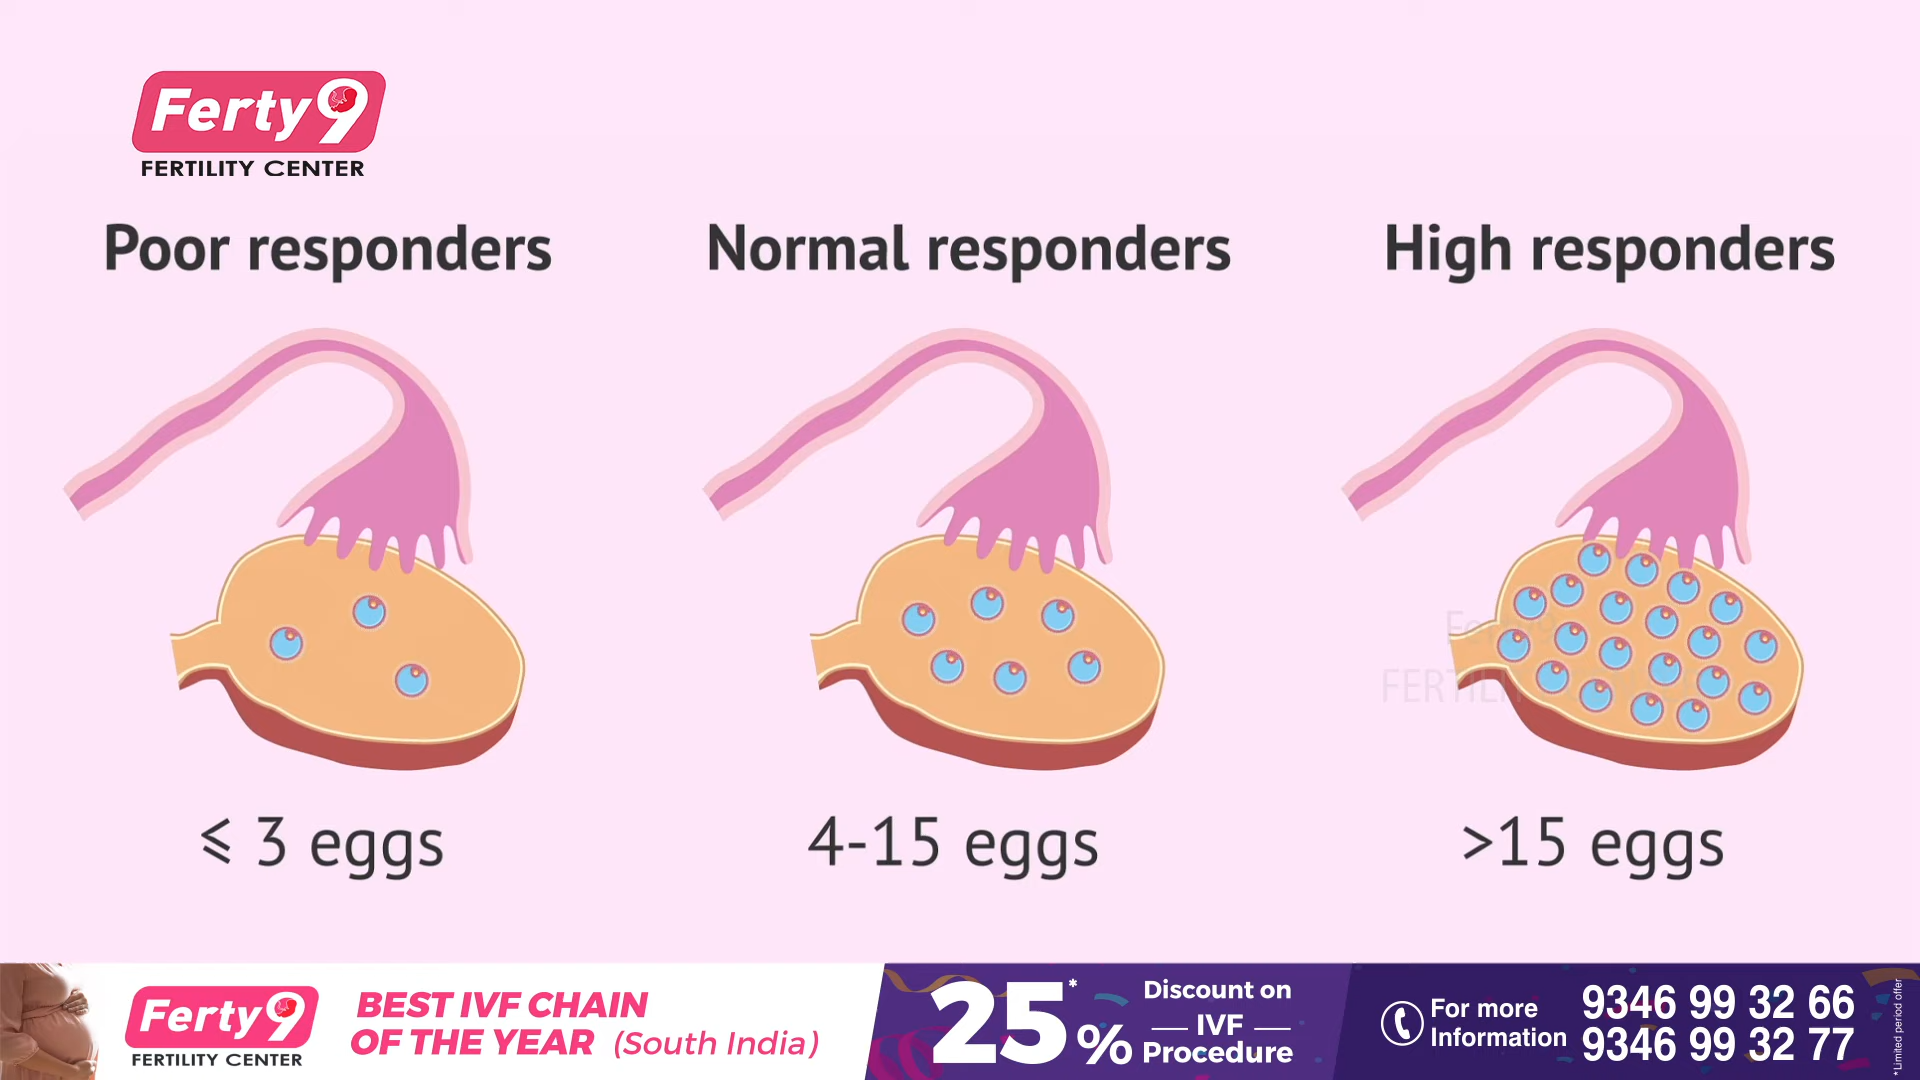 Ferty9
FERTILITY CENTER
Poor responders
Normal responders
High responders
Ferty9
FERTILI
⩽ 3 eggs
4-15 eggs
>15 eggs
Ferty9
FERTILITY CENTER
BEST IVF CHAIN
OF THE YEAR (South India)
25%*
Discount on
IVF
Procedure
For more
Information
9346 99 32 66
9346 99 32 77
*Limited period offer